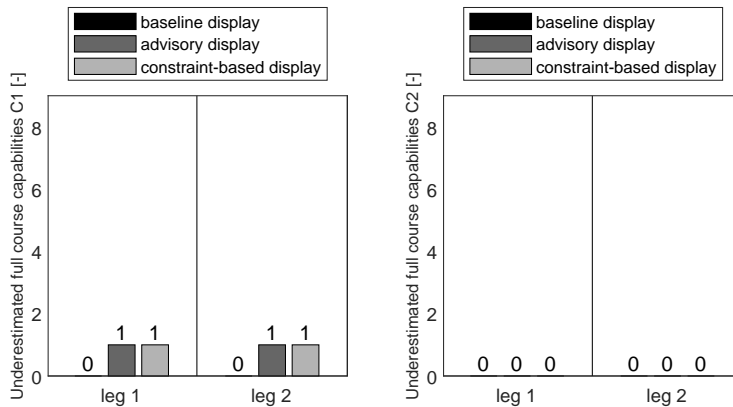 baseline display
advisory display
constraint-based display
Underestimated full course capabilities C1 [-]
8
6
4
2
0
0 1 1
0 1 1
leg 1
leg 2
baseline display
advisory display
constraint-based display
Underestimated full course capabilities C2 [-]
8
6
4
2
0
0 0 0
0 0 0
leg 1
leg 2